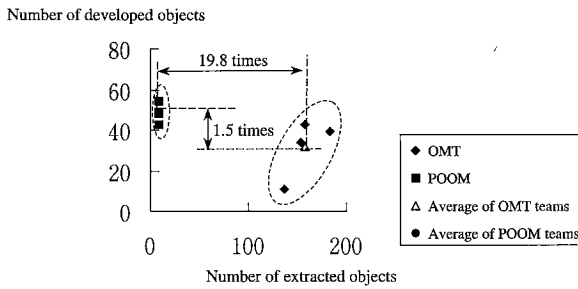 Number of developed objects
19.8 times
80
60
40
20
0
1.5 times
0
100
200
Number of extracted objects
OMT
POOM
Average of OMT teams
Average of POOM teams